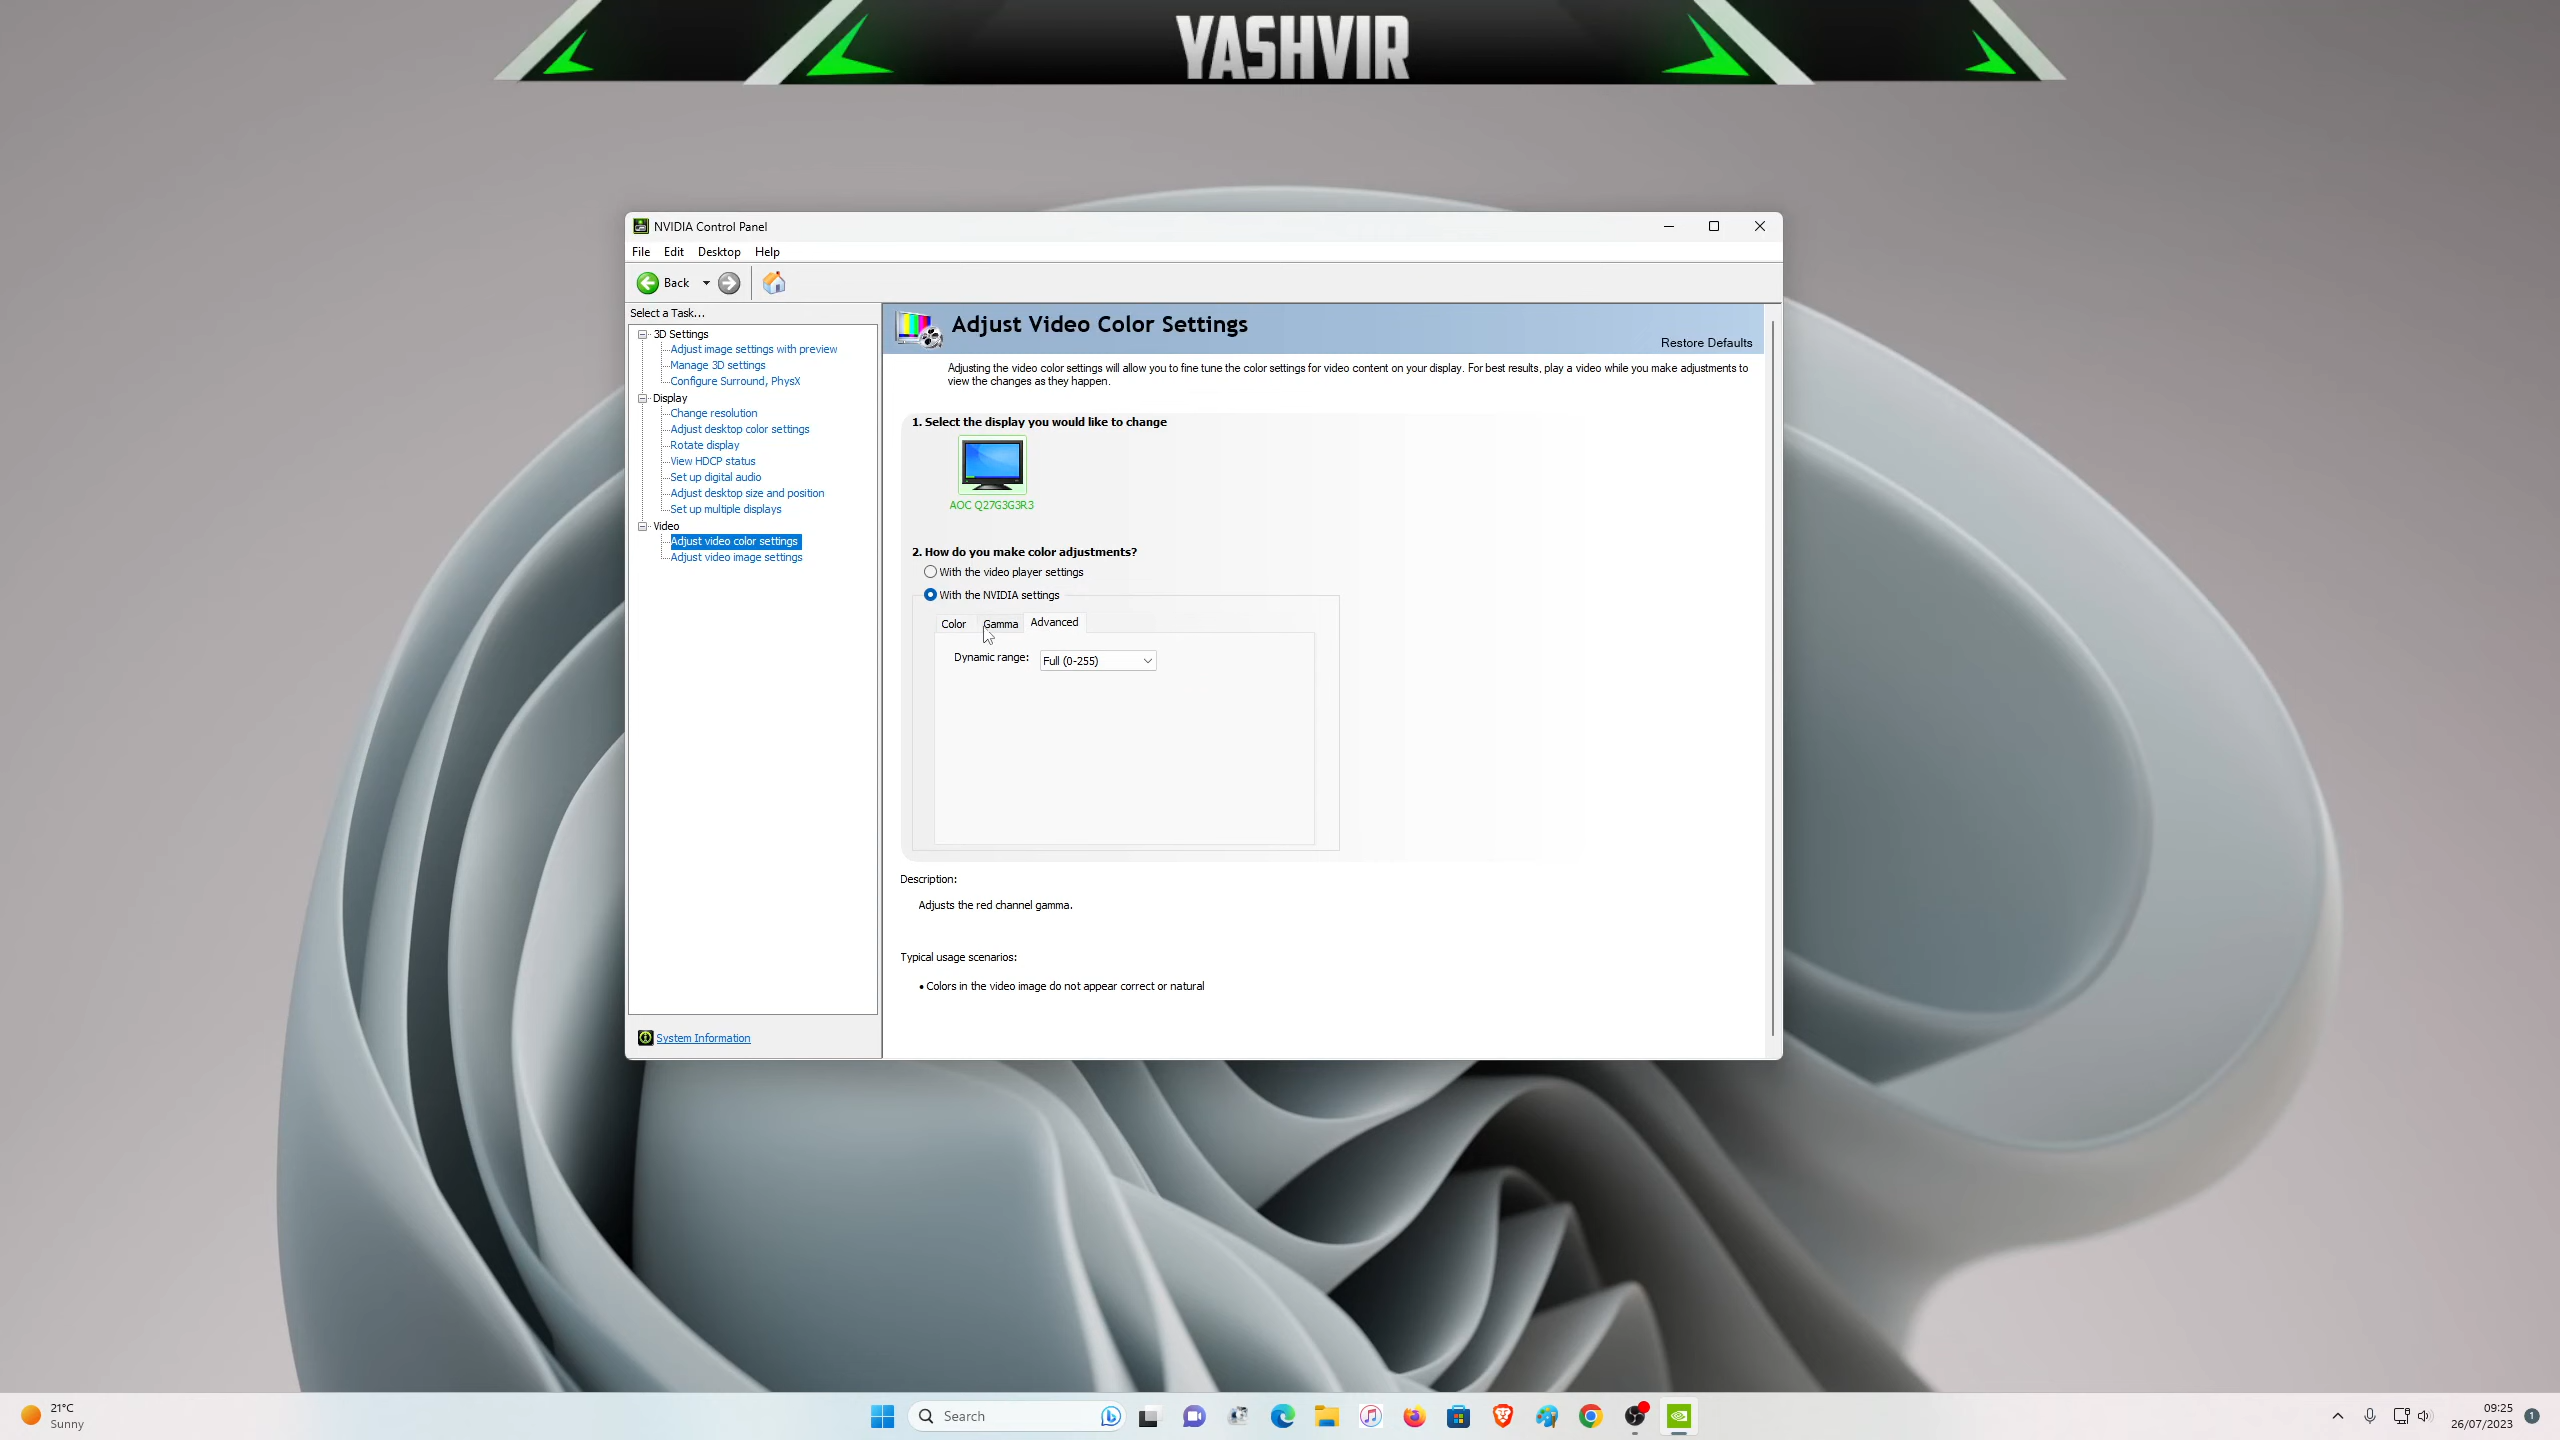 YASHVIR
NVIDIA Control Panel
File Edit Desktop Help
Back
Select a Task...
3D Settings
Adjust image settings with preview
Manage 3D settings
Configure Surround, PhysX
Display
Change resolution
Adjust desktop color settings
Rotate display
View HDCP status
Set up digital audio
Adjust desktop size and position
Set up multiple displays
Video
Adjust video color settings
Adjust video image settings
System Information
Adjust Video Color Settings
Restore Defaults
Adjusting the video color settings will allow you to fine tune the color settings for video content on your display. For best results, play a video while you make adjustments to
view the changes as they happen.
1. Select the display you would like to change
AOC Q27G3G3R3
2. How do you make color adjustments?
With the video player settings
With the NVIDIA settings
Color Gamma Advanced
Dynamic range: Full (0-255)
Description:
Adjusts the red channel gamma.
Typical usage scenarios:
• Colors in the video image do not appear correct or natural
21°C
Sunny
Search
09:25
26/07/2023
1